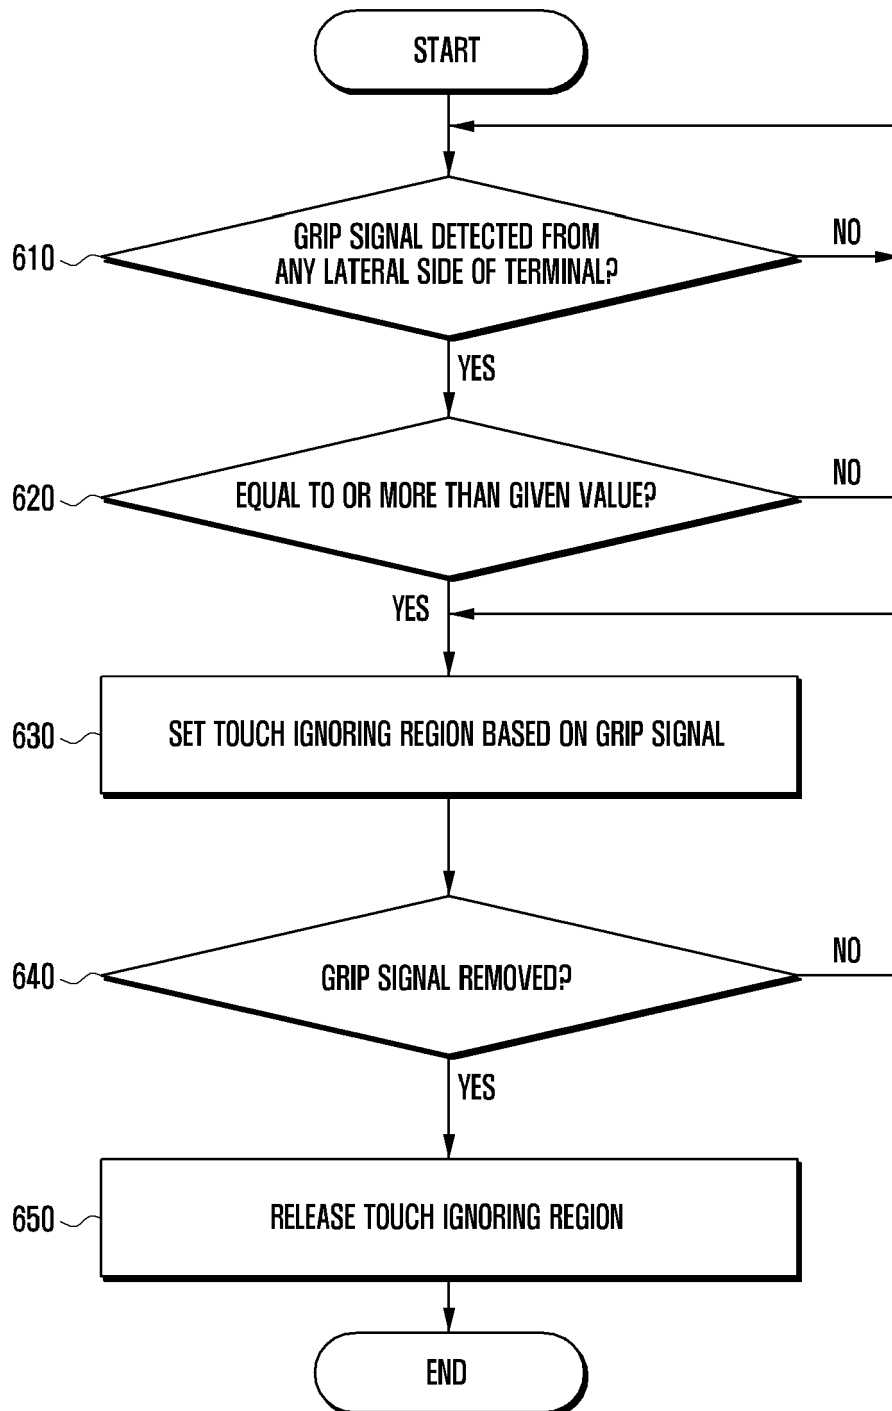 START
610
GRIP SIGNAL DETECTED FROM
ANY LATERAL SIDE OF TERMINAL?
NO
YES
620
EQUAL TO OR MORE THAN GIVEN VALUE?
NO
YES
630
SET TOUCH IGNORING REGION BASED ON GRIP SIGNAL
640
GRIP SIGNAL REMOVED?
NO
YES
650
RELEASE TOUCH IGNORING REGION
END